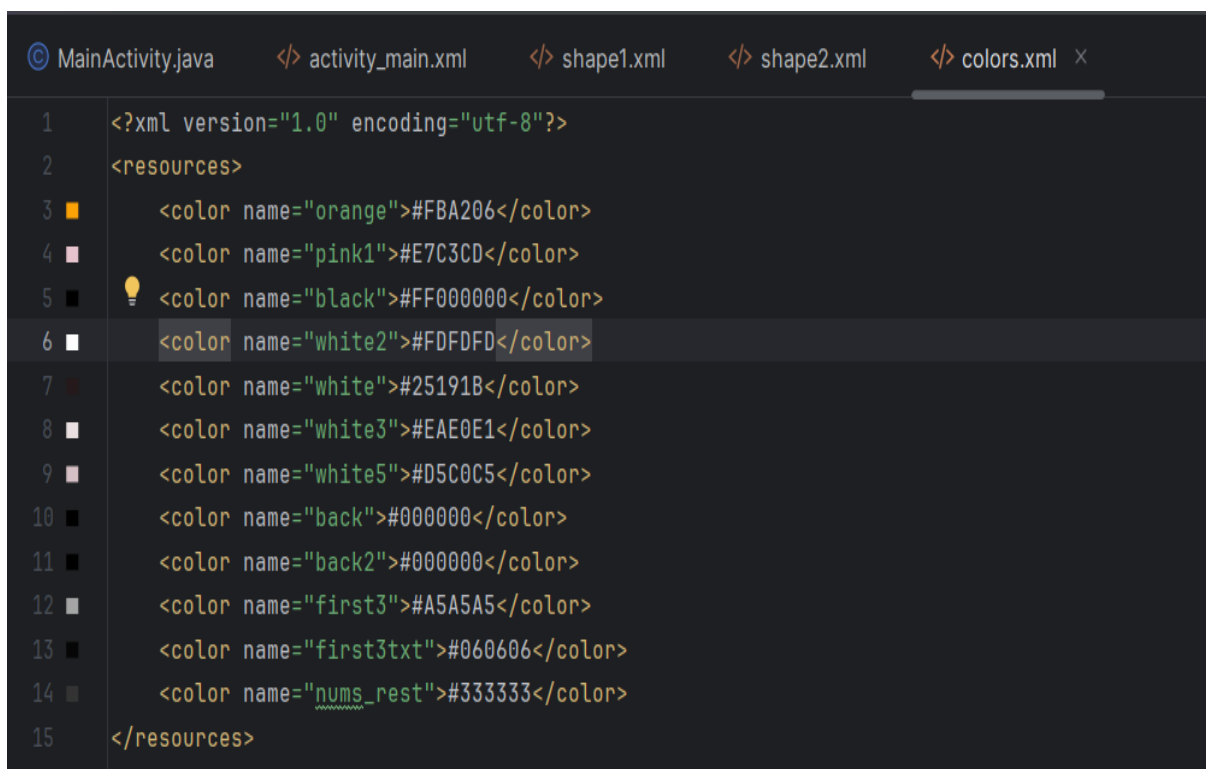 MainActivity.java </> activity_main.xml </> shape1.xml </> shape2.xml </> colors.xml ×
1 <?xml version="1.0" encoding="utf-8"?>
2 <resources>
3 <color name="orange">#FBA206</color>
4 <color name="pink1">#E7C3CD</color>
5 <color name="black">#FF000000</color>
6 <color name="white2">#FDFDFD</color>
7 <color name="white">#25191B</color>
8 <color name="white3">#EAE0E1</color>
9 <color name="white5">#D5C0C5</color>
10 <color name="back">#000000</color>
11 <color name="back2">#000000</color>
12 <color name="first3">#A5A5A5</color>
13 <color name="first3txt">#060606</color>
14 <color name="nums_rest">#333333</color>
15 </resources>